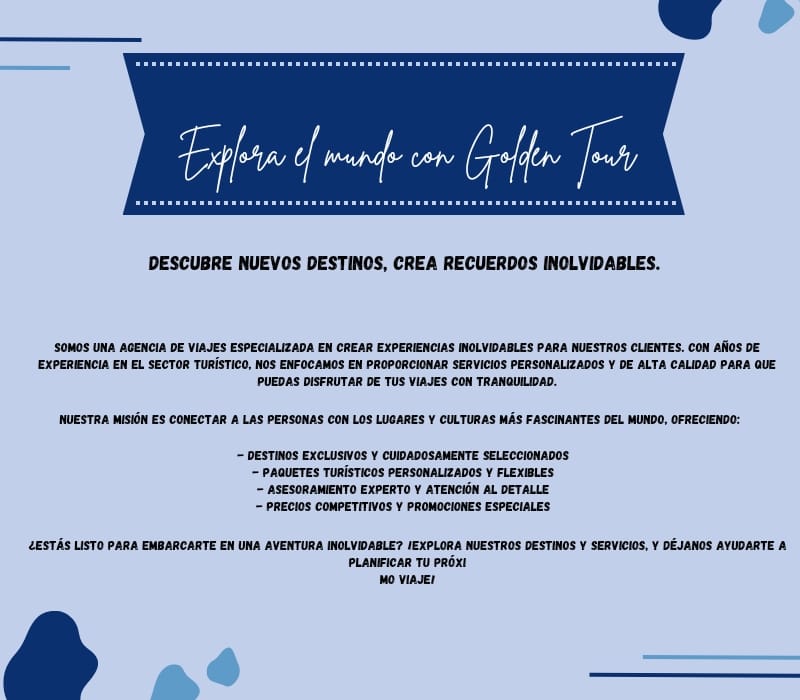 Explora el mundo con Golden Tour
DESCUBRE NUEVOS DESTINOS, CREA RECUERDOS INOLVIDABLES.
SOMOS UNA AGENCIA DE VIAJES ESPECIALIZADA EN CREAR EXPERIENCIAS INOLVIDABLES PARA NUESTROS CLIENTES. CON AÑOS DE
EXPERIENCIA EN EL SECTOR TURÍSTICO, NOS ENFOCAMOS EN PROPORCIONAR SERVICIOS PERSONALIZADOS Y DE ALTA CALIDAD PARA QUE
PUEDAS DISFRUTAR DE TUS VIAJES CON TRANQUILIDAD.
NUESTRA MISIÓN ES CONECTAR A LAS PERSONAS CON LOS LUGARES Y CULTURAS MÁS FASCINANTES DEL MUNDO, OFRECIENDO:
- DESTINOS EXCLUSIVOS Y CUIDADOSAMENTE SELECCIONADOS
- PAQUETES TURÍSTICOS PERSONALIZADOS Y FLEXIBLES
- ASESORAMIENTO EXPERTO Y ATENCIÓN AL DETALLE
- PRECIOS COMPETITIVOS Y PROMOCIONES ESPECIALES
¿ESTÁS LISTO PARA EMBARCARTE EN UNA AVENTURA INOLVIDABLE? ¡EXPLORA NUESTROS DESTINOS Y SERVICIOS, Y DÉJANOS AYUDARTE A
PLANIFICAR TU PRÓXI
MO VIAJE!